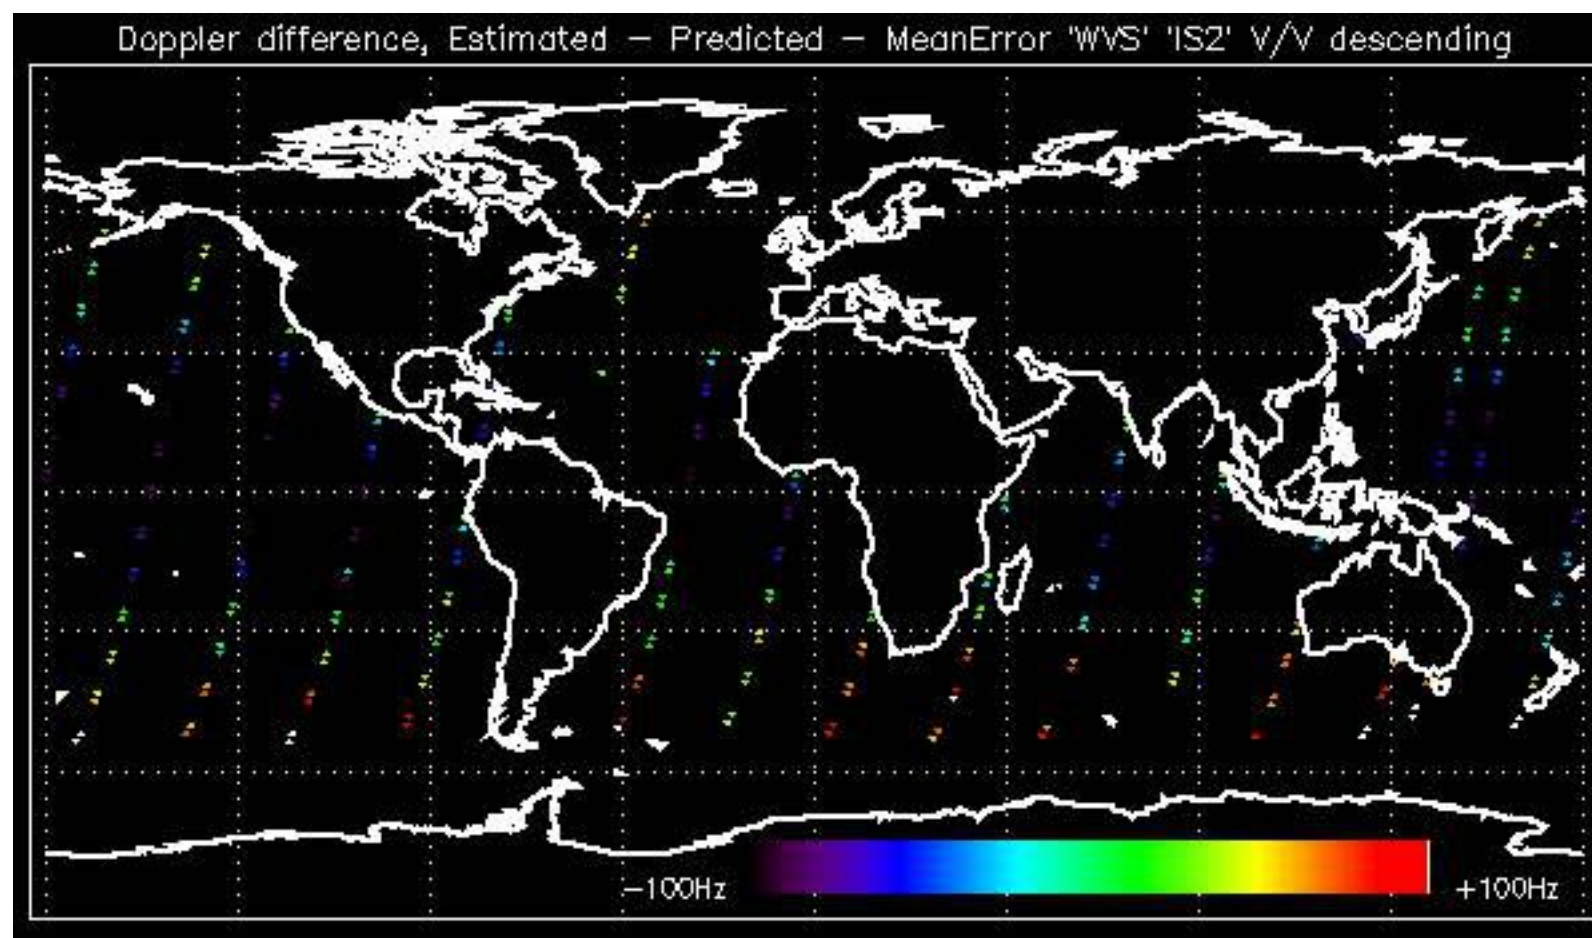 Doppler difference, Estimated - Predicted - MeanError 'WVS' 'IS2' V/V descending
-100Hz +100Hz